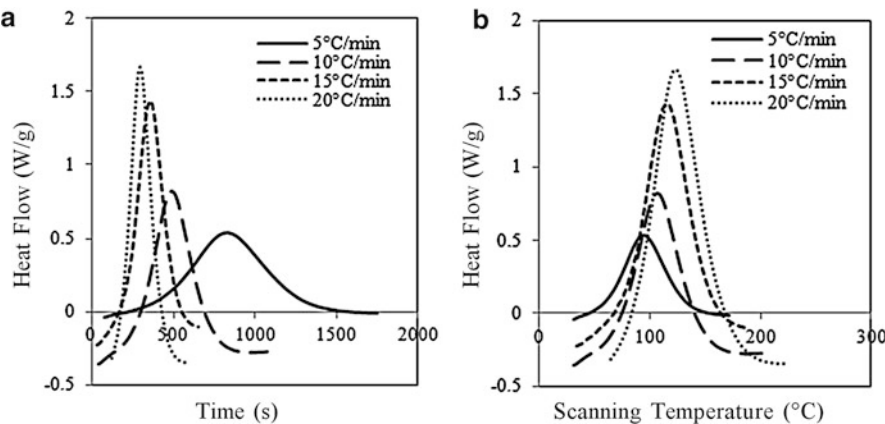 a
2
1.5
1
0.5
0
-0.5
Heat Flow (W/g)
5°C/min
10°C/min
15°C/min
20°C/min
0
500
1000
1500
2000
Time (s)
b
2
1.5
1
0.5
0
-0.5
Heat Flow (W/g)
5°C/min
10°C/min
15°C/min
20°C/min
0
100
200
300
Scanning Temperature (°C)